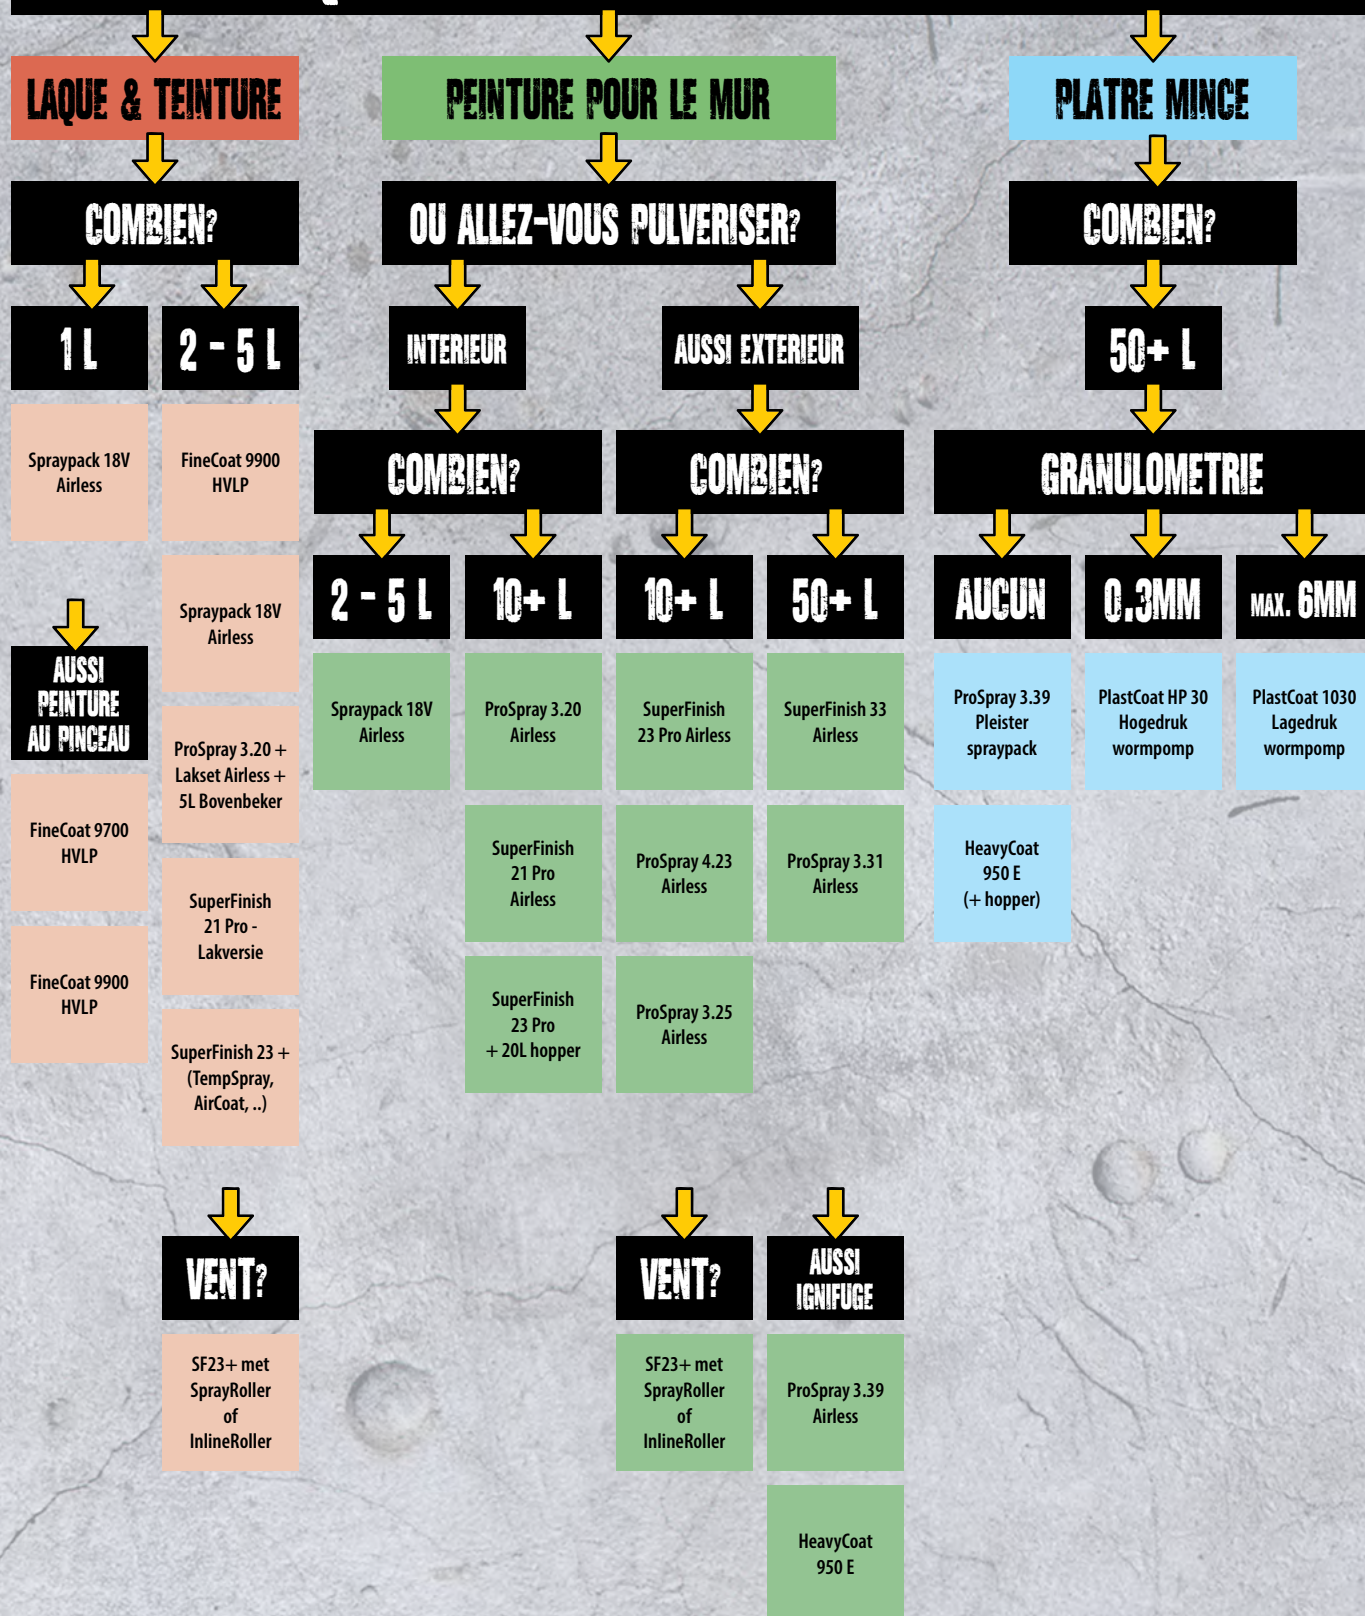 LAQUE & TEINTURE
COMBIEN?
1 L
2 - 5 L
Spraypack 18V
Airless
FineCoat 9900
HVLP
Spraypack 18V
Airless
AUSSI
PEINTURE
AU PINCEAU
ProSpray 3.20 +
Lakset Airless +
5L Bovenbeker
FineCoat 9700
HVLP
SuperFinish
21 Pro -
Lakversie
FineCoat 9900
HVLP
SuperFinish 23 +
(TempSpray,
AirCoat, ..)
VENT?
SF23+ met
SprayRoller
of
InlineRoller
PEINTURE POUR LE MUR
OU ALLEZ-VOUS PULVERISER?
INTERIEUR
AUSSI EXTERIEUR
COMBIEN?
COMBIEN?
2 - 5 L
10+ L
10+ L
50+ L
Spraypack 18V
Airless
ProSpray 3.20
Airless
SuperFinish
23 Pro Airless
SuperFinish 33
Airless
SuperFinish
21 Pro
Airless
ProSpray 4.23
Airless
ProSpray 3.31
Airless
SuperFinish
23 Pro
+ 20L hopper
ProSpray 3.25
Airless
VENT?
AUSSI
IGNIFUGE
SF23+ met
SprayRoller
of
InlineRoller
ProSpray 3.39
Airless
HeavyCoat
950 E
PLATRE MINCE
COMBIEN?
50+ L
GRANULOMETRIE
AUCUN
0.3MM
MAX. 6MM
ProSpray 3.39
Pleister
spraypack
PlastCoat HP 30
Hogedruk
wormpomp
PlastCoat 1030
Lagedruk
wormpomp
HeavyCoat
950 E
(+ hopper)